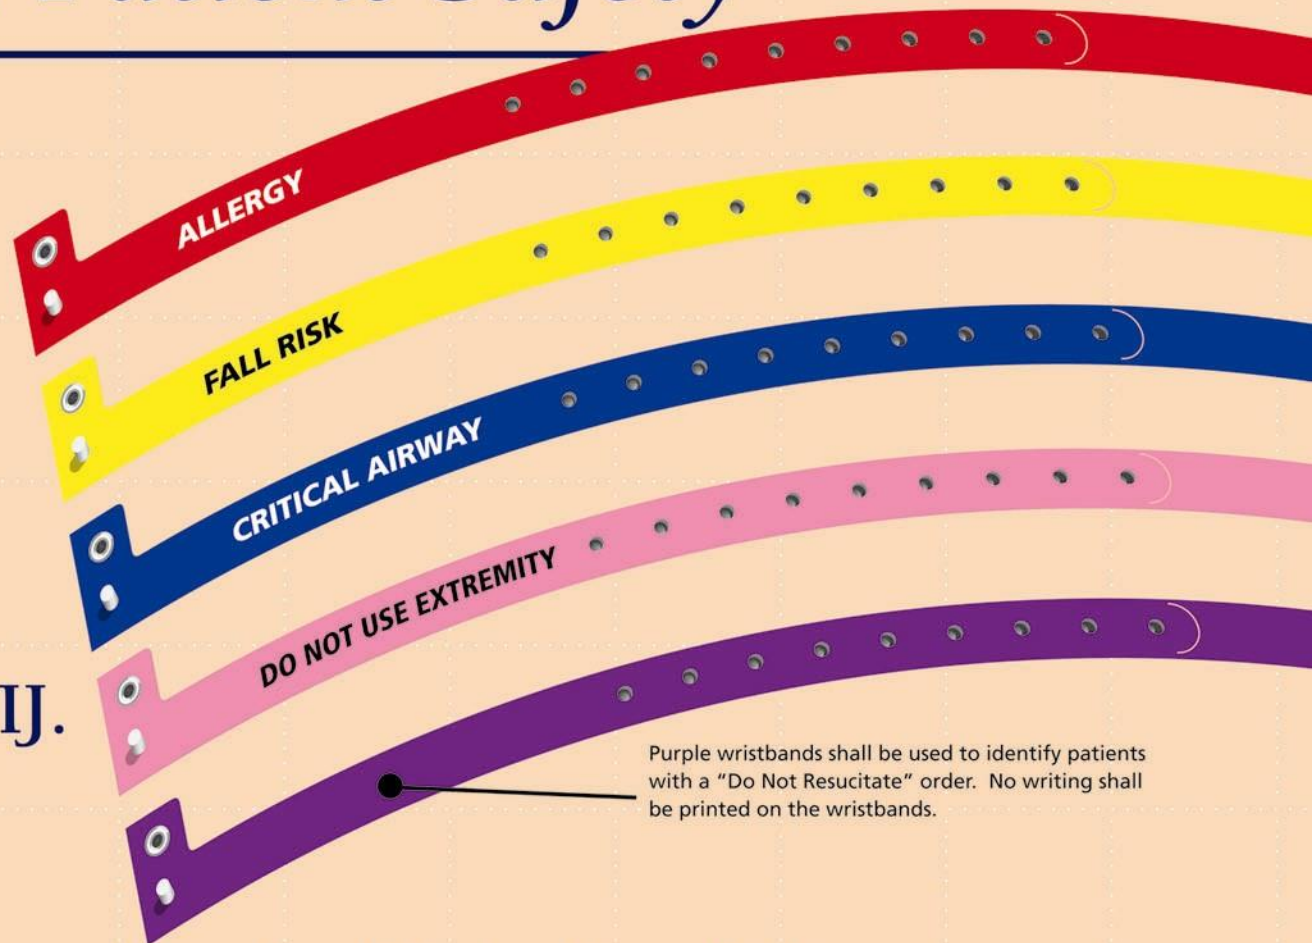 ALLERGY
FALL RISK
CRITICAL AIRWAY
DO NOT USE EXTREMITY
IJ.
Purple wristbands shall be used to identify patients
with a “Do Not Resucitate” order. No writing shall
be printed on the wristbands.